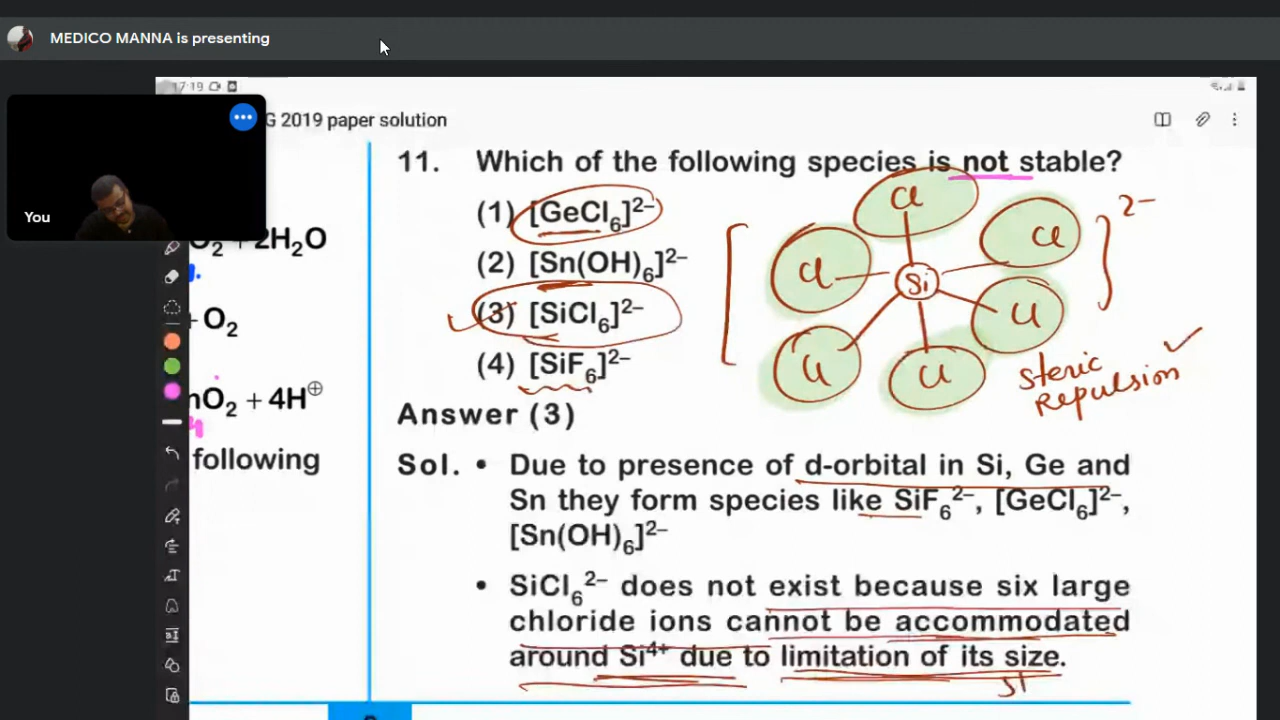 MEDICO MANNA is presenting
17:19
G 2019 paper solution
You
2H₂O
+ O₂
O₂ + 4H⊕
following
11. Which of the following species is not stable?
(1) [GeCl₆]²⁻
(2) [Sn(OH)₆]²⁻
(3) [SiCl₆]²⁻
(4) [SiF₆]²⁻
Cl
Cl
Cl
Si
Cl
Cl
Cl
2-
Steric
Repulsion
Answer (3)
Sol. • Due to presence of d-orbital in Si, Ge and
Sn they form species like SiF₆²⁻, [GeCl₆]²⁻,
[Sn(OH)₆]²⁻
• SiCl₆²⁻ does not exist because six large
chloride ions cannot be accommodated
around Si⁴⁺ due to limitation of its size.